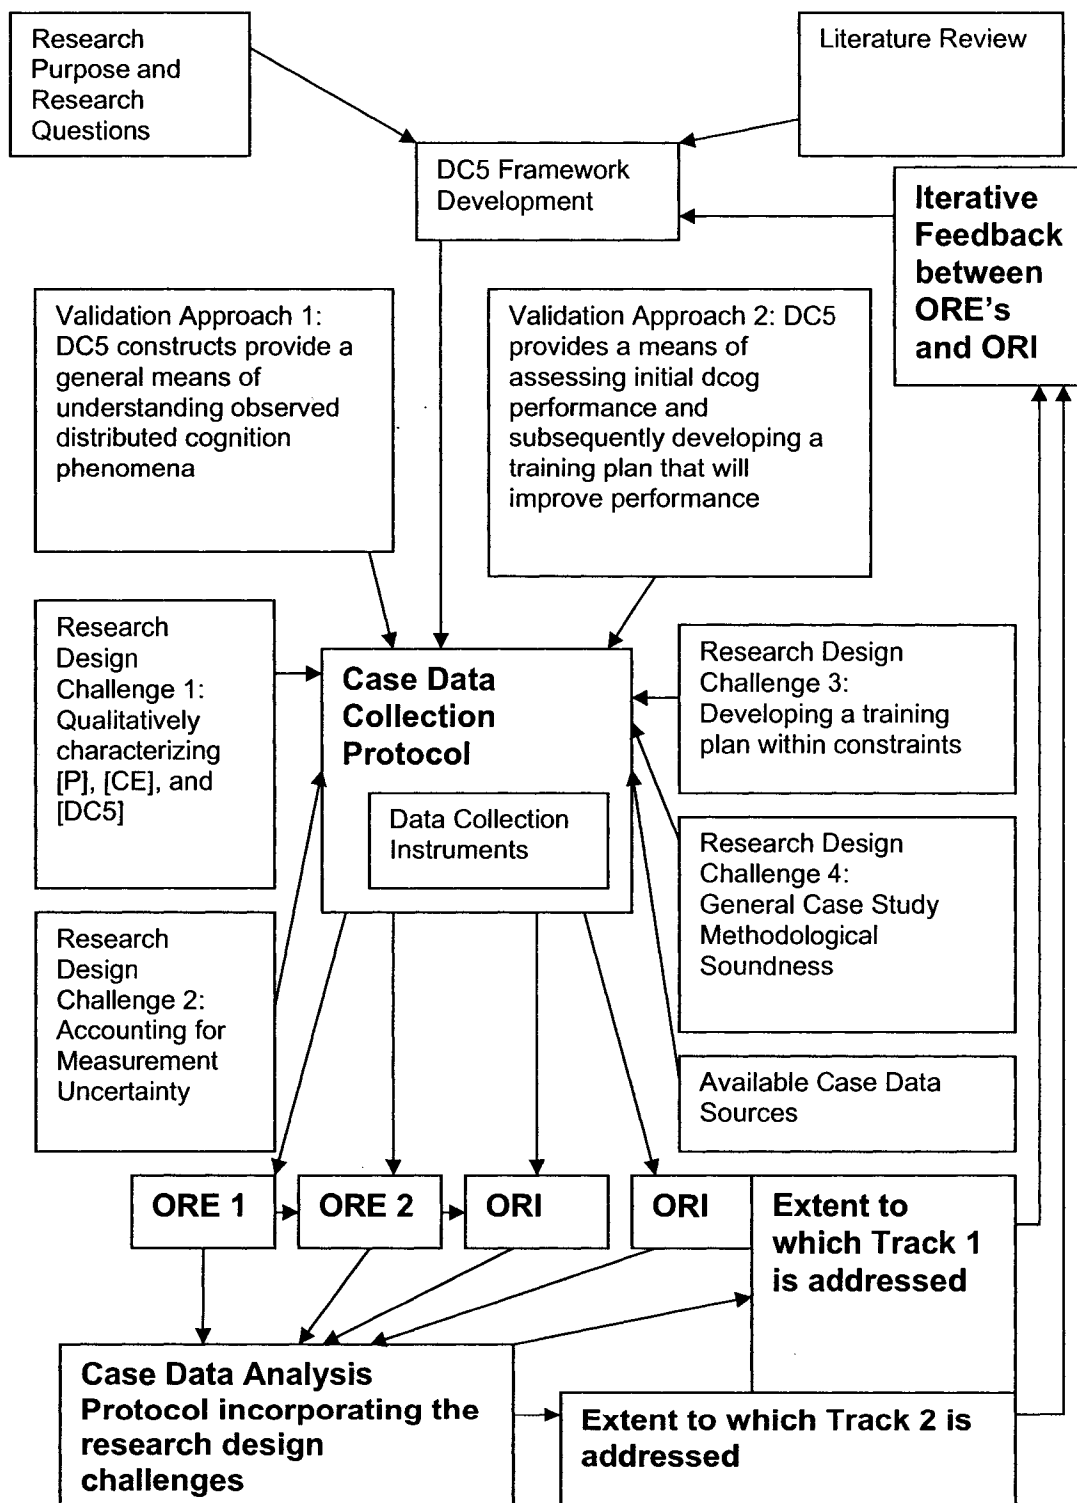 Research
Purpose and
Research
Questions
Literature Review
DC5 Framework
Development
Iterative
Feedback
between
ORE's
and ORI
Validation Approach 1:
DC5 constructs provide a
general means of
understanding observed
distributed cognition
phenomena
Validation Approach 2: DC5
provides a means of
assessing initial dcog
performance and
subsequently developing a
training plan that will
improve performance
Research
Design
Challenge 1:
Qualitatively
characterizing
[P], [CE], and
[DC5]
Case Data
Collection
Protocol
Data Collection
Instruments
Research Design
Challenge 3:
Developing a training
plan within constraints
Research Design
Challenge 4:
General Case Study
Methodological
Soundness
Research
Design
Challenge 2:
Accounting for
Measurement
Uncertainty
Available Case Data
Sources
ORE 1
ORE 2
ORI
ORI
Extent to
which Track 1
is addressed
Case Data Analysis
Protocol incorporating the
research design
challenges
Extent to which Track 2 is
addressed